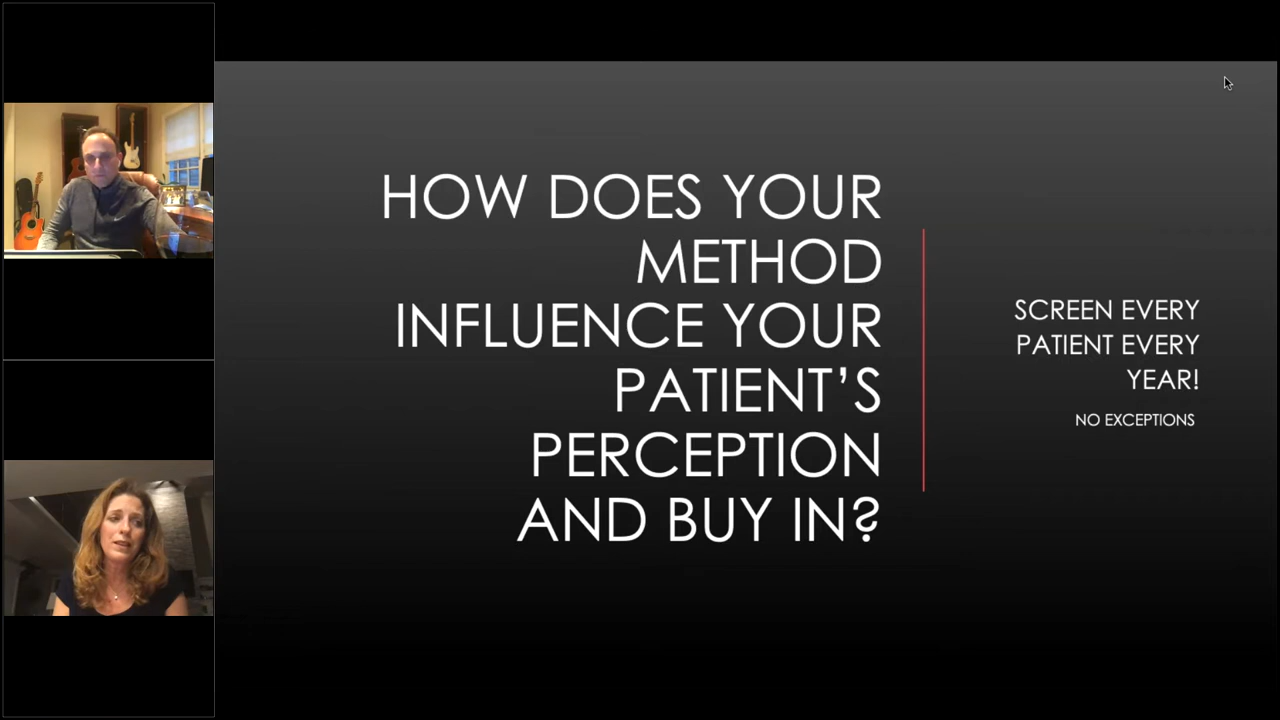 HOW DOES YOUR
METHOD
INFLUENCE YOUR
PATIENT’S
PERCEPTION
AND BUY IN?
SCREEN EVERY
PATIENT EVERY
YEAR!
NO EXCEPTIONS